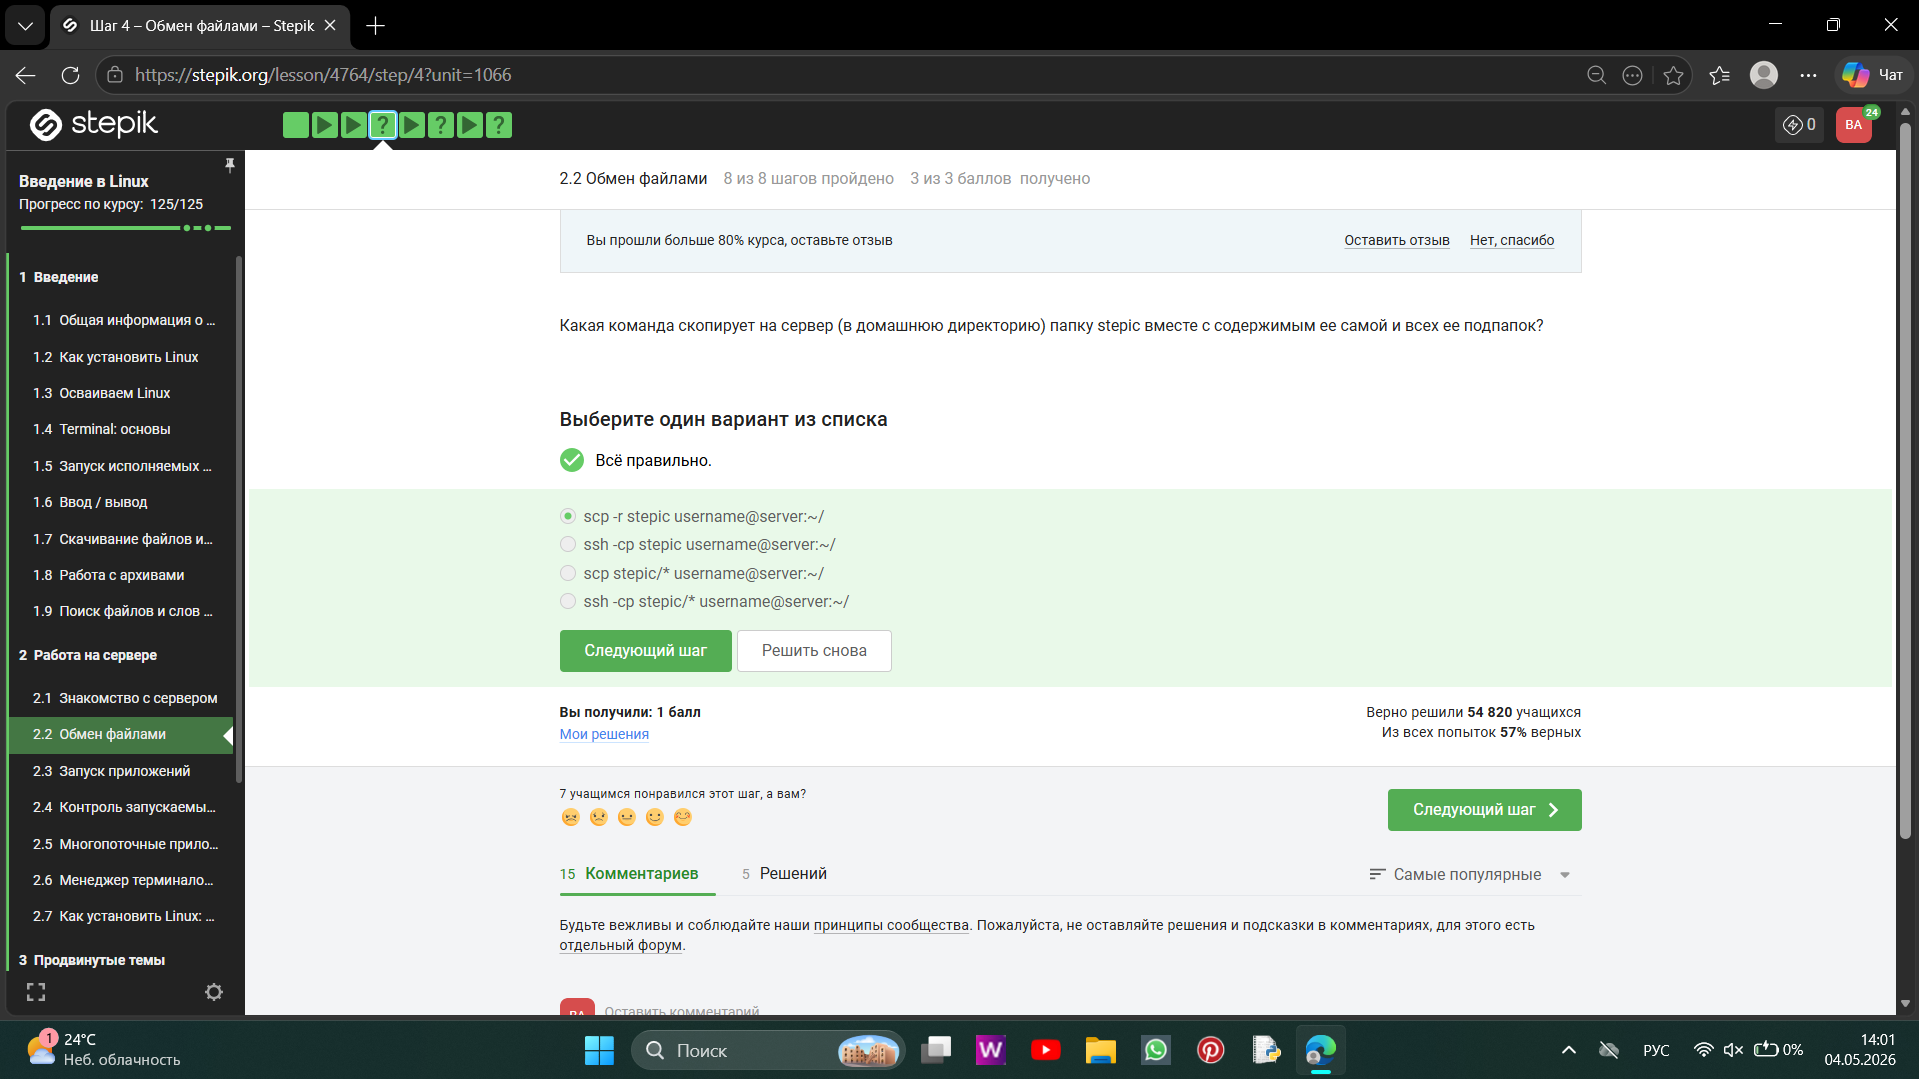 Шаг 4 – Обмен файлами – Stepik
https://stepik.org/lesson/4764/step/4?unit=1066
Чат
stepik
? ? ?
0
ВА
24
Введение в Linux
Прогресс по курсу: 125/125
1 Введение
1.1 Общая информация о ...
1.2 Как установить Linux
1.3 Осваиваем Linux
1.4 Terminal: основы
1.5 Запуск исполняемых ...
1.6 Ввод / вывод
1.7 Скачивание файлов и...
1.8 Работа с архивами
1.9 Поиск файлов и слов ...
2 Работа на сервере
2.1 Знакомство с сервером
2.2 Обмен файлами
2.3 Запуск приложений
2.4 Контроль запускаемы...
2.5 Многопоточные прило...
2.6 Менеджер терминало...
2.7 Как установить Linux: ...
3 Продвинутые темы
2.2 Обмен файлами 8 из 8 шагов пройдено 3 из 3 баллов получено
Вы прошли больше 80% курса, оставьте отзыв Оставить отзыв Нет, спасибо
Какая команда скопирует на сервер (в домашнюю директорию) папку stepic вместе с содержимым ее самой и всех ее подпапок?
Выберите один вариант из списка
Всё правильно.
scp -r stepic username@server:~/
ssh -cp stepic username@server:~/
scp stepic/* username@server:~/
ssh -cp stepic/* username@server:~/
Следующий шаг Решить снова
Вы получили: 1 балл
Мои решения
Верно решили 54 820 учащихся
Из всех попыток 57% верных
7 учащимся понравился этот шаг, а вам?
Следующий шаг
15 Комментариев 5 Решений Самые популярные
Будьте вежливы и соблюдайте наши принципы сообщества. Пожалуйста, не оставляйте решения и подсказки в комментариях, для этого есть
отдельный форум.
ВА Оставить комментарий
1
24°C
Неб. облачность
Поиск
W
РУС
0%
14:01
04.05.2026